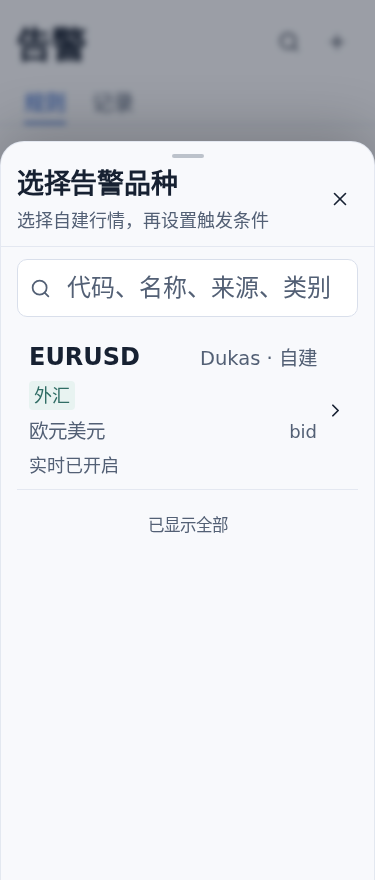 告警
规则 记录
选择告警品种
选择自建行情，再设置触发条件
代码、名称、来源、类别
EURUSD Dukas · 自建
外汇
欧元美元 bid
实时已开启
已显示全部